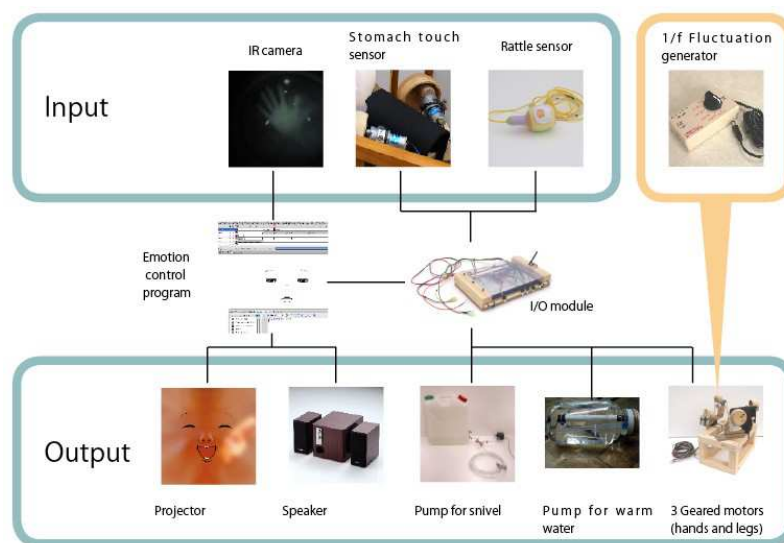 IR camera
Stomach touch
sensor
Rattle sensor
1/f Fluctuation
generator
Input
Emotion
control
program
I/O module
Output
Projector
Speaker
Pump for snivel
Pump for warm
water
3 Geared motors
(hands and legs)